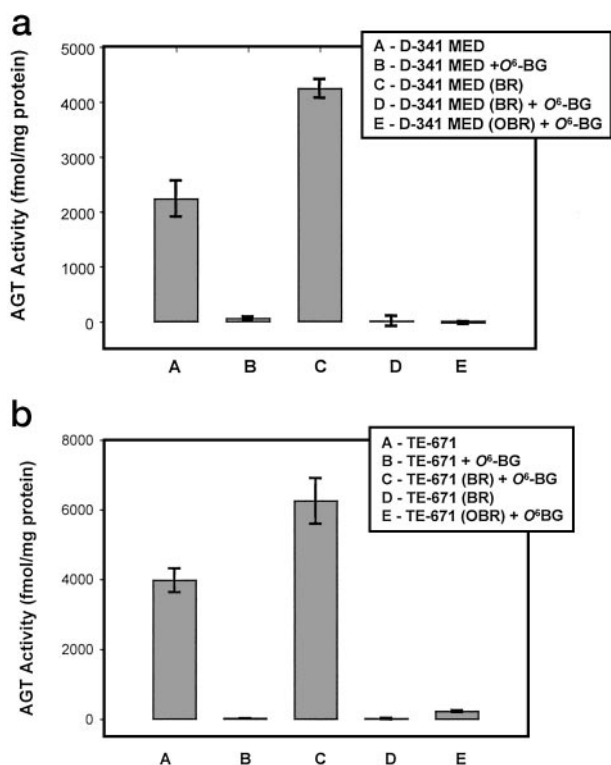 a
AGT Activity (fmol/mg protein)
5000
4000
3000
2000
1000
0
A B C D E
A - D-341 MED
B - D-341 MED +O⁶-BG
C - D-341 MED (BR)
D - D-341 MED (BR) + O⁶-BG
E - D-341 MED (OBR) + O⁶-BG
b
AGT Activity (fmol/mg protein)
8000
6000
4000
2000
0
A B C D E
A - TE-671
B - TE-671 + O⁶-BG
C - TE-671 (BR) + O⁶-BG
D - TE-671 (BR)
E - TE-671 (OBR) + O⁶BG